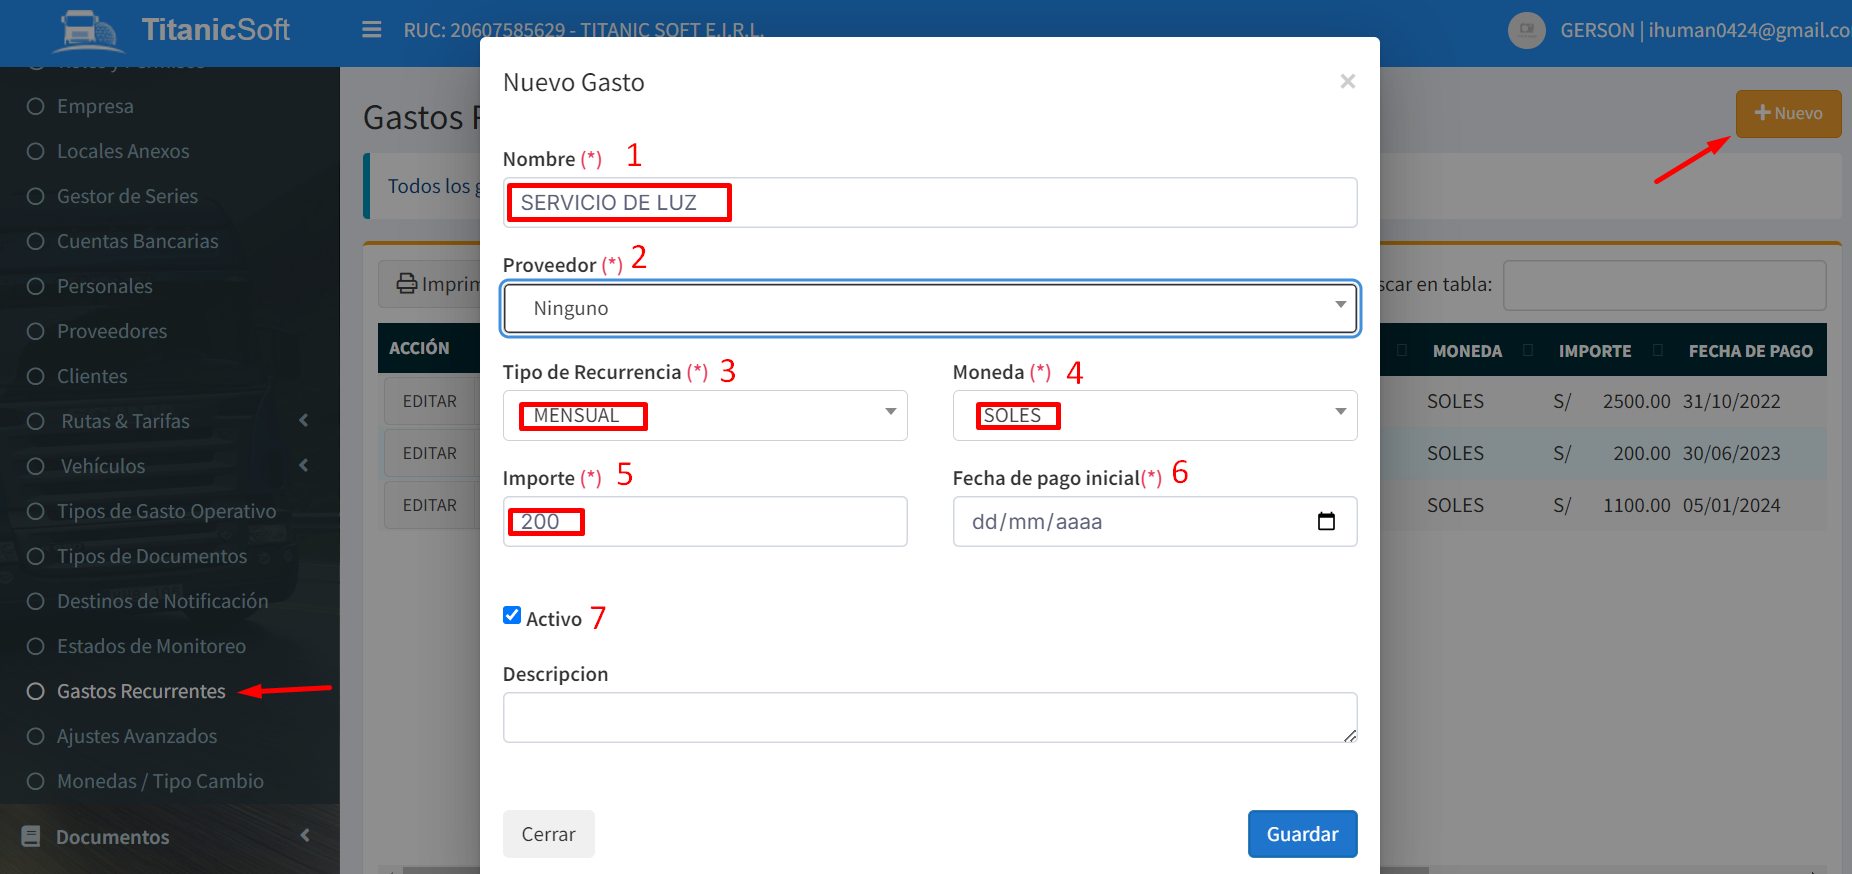 TitanicSoft
RUC: 20607585629 - TITANIC SOFT E.I.R.L.
GERSON | ihuman0424@gmail.co
Empresa
Locales Anexos
Gestor de Series
Cuentas Bancarias
Personales
Proveedores
Clientes
Rutas & Tarifas
Vehículos
Tipos de Gasto Operativo
Tipos de Documentos
Destinos de Notificación
Estados de Monitoreo
Gastos Recurrentes
Ajustes Avanzados
Monedas / Tipo Cambio
Documentos
Gastos
Nuevo
Todos los
Imprim
scar en tabla:
ACCIÓN
MONEDA
IMPORTE
FECHA DE PAGO
EDITAR
SOLES S/ 2500.00 31/10/2022
EDITAR
SOLES S/ 200.00 30/06/2023
EDITAR
SOLES S/ 1100.00 05/01/2024
Nuevo Gasto
×
Nombre (*) 1
SERVICIO DE LUZ
Proveedor (*) 2
Ninguno
Tipo de Recurrencia (*) 3
MENSUAL
Moneda (*) 4
SOLES
Importe (*) 5
200
Fecha de pago inicial(*) 6
dd/mm/aaaa
Activo 7
Descripcion
Cerrar
Guardar